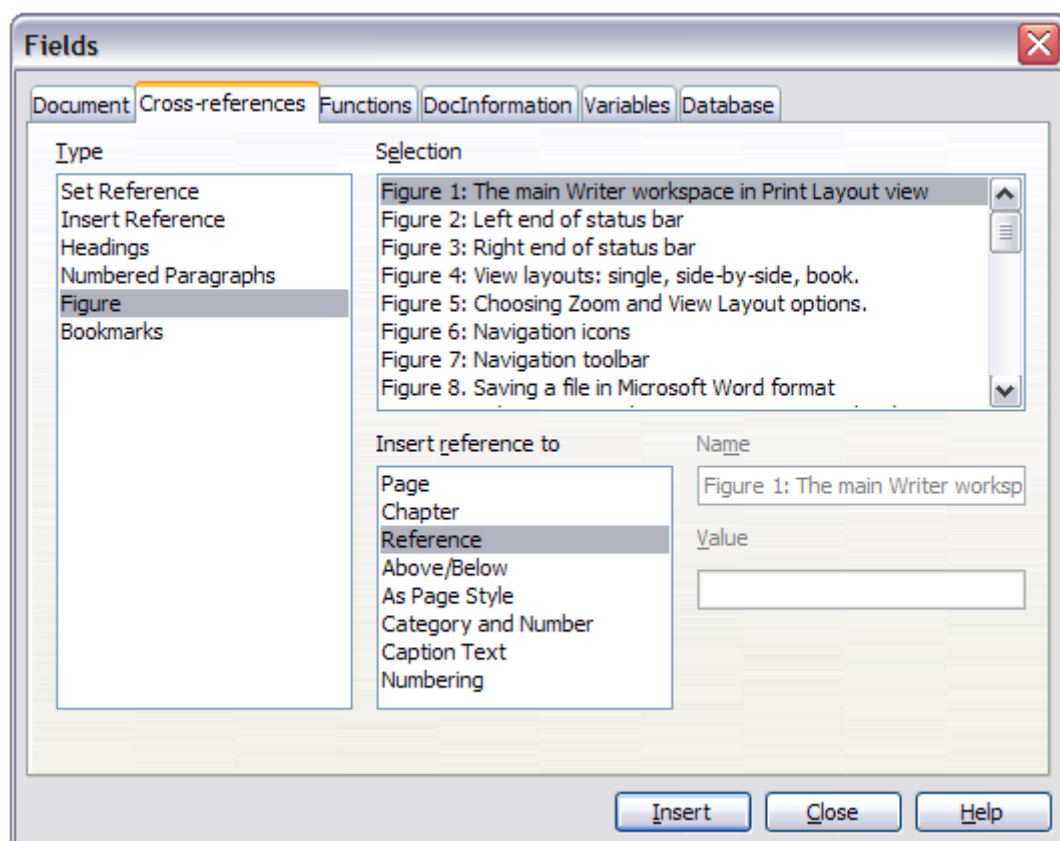 Fields
Document Cross-references Functions DocInformation Variables Database
Type
Set Reference
Insert Reference
Headings
Numbered Paragraphs
Figure
Bookmarks
Selection
Figure 1: The main Writer workspace in Print Layout view
Figure 2: Left end of status bar
Figure 3: Right end of status bar
Figure 4: View layouts: single, side-by-side, book.
Figure 5: Choosing Zoom and View Layout options.
Figure 6: Navigation icons
Figure 7: Navigation toolbar
Figure 8. Saving a file in Microsoft Word format
Insert reference to
Page
Chapter
Reference
Above/Below
As Page Style
Category and Number
Caption Text
Numbering
Name
Figure 1: The main Writer worksp
Value
Insert Close Help